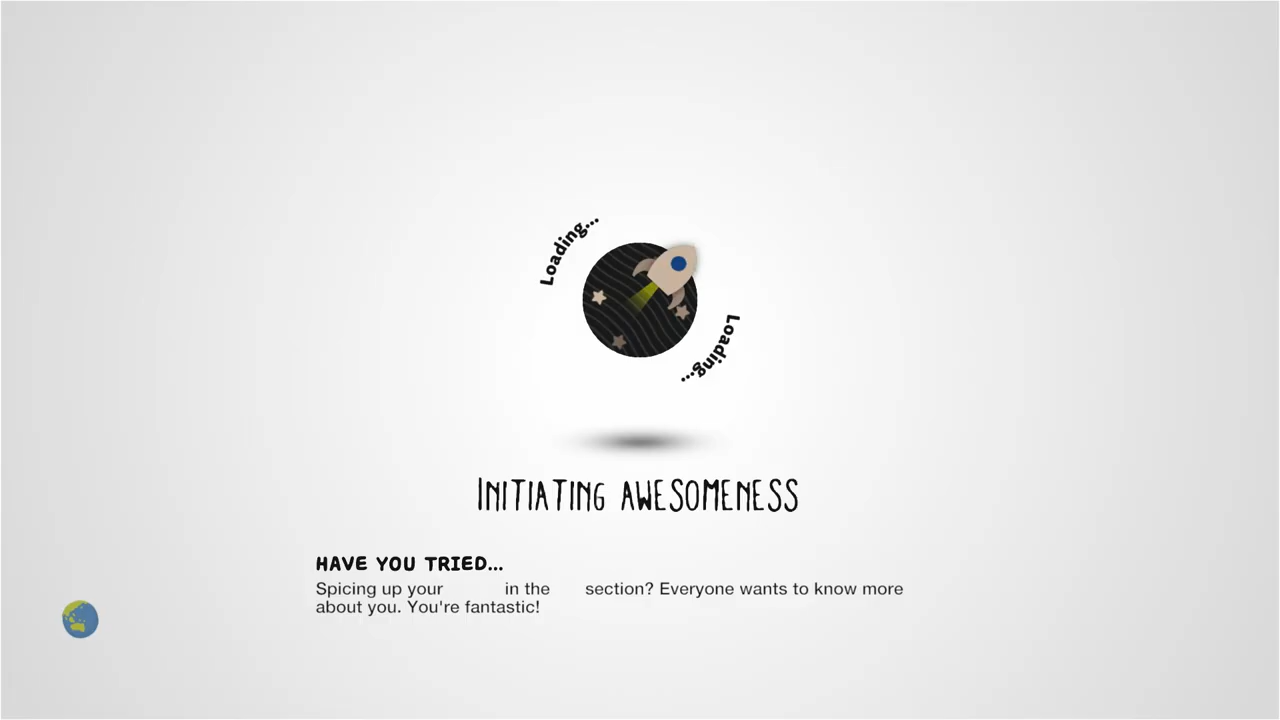 Loading...
Loading...
INITIATING AWESOMENESS
HAVE YOU TRIED...
Spicing up your in the section? Everyone wants to know more
about you. You're fantastic!